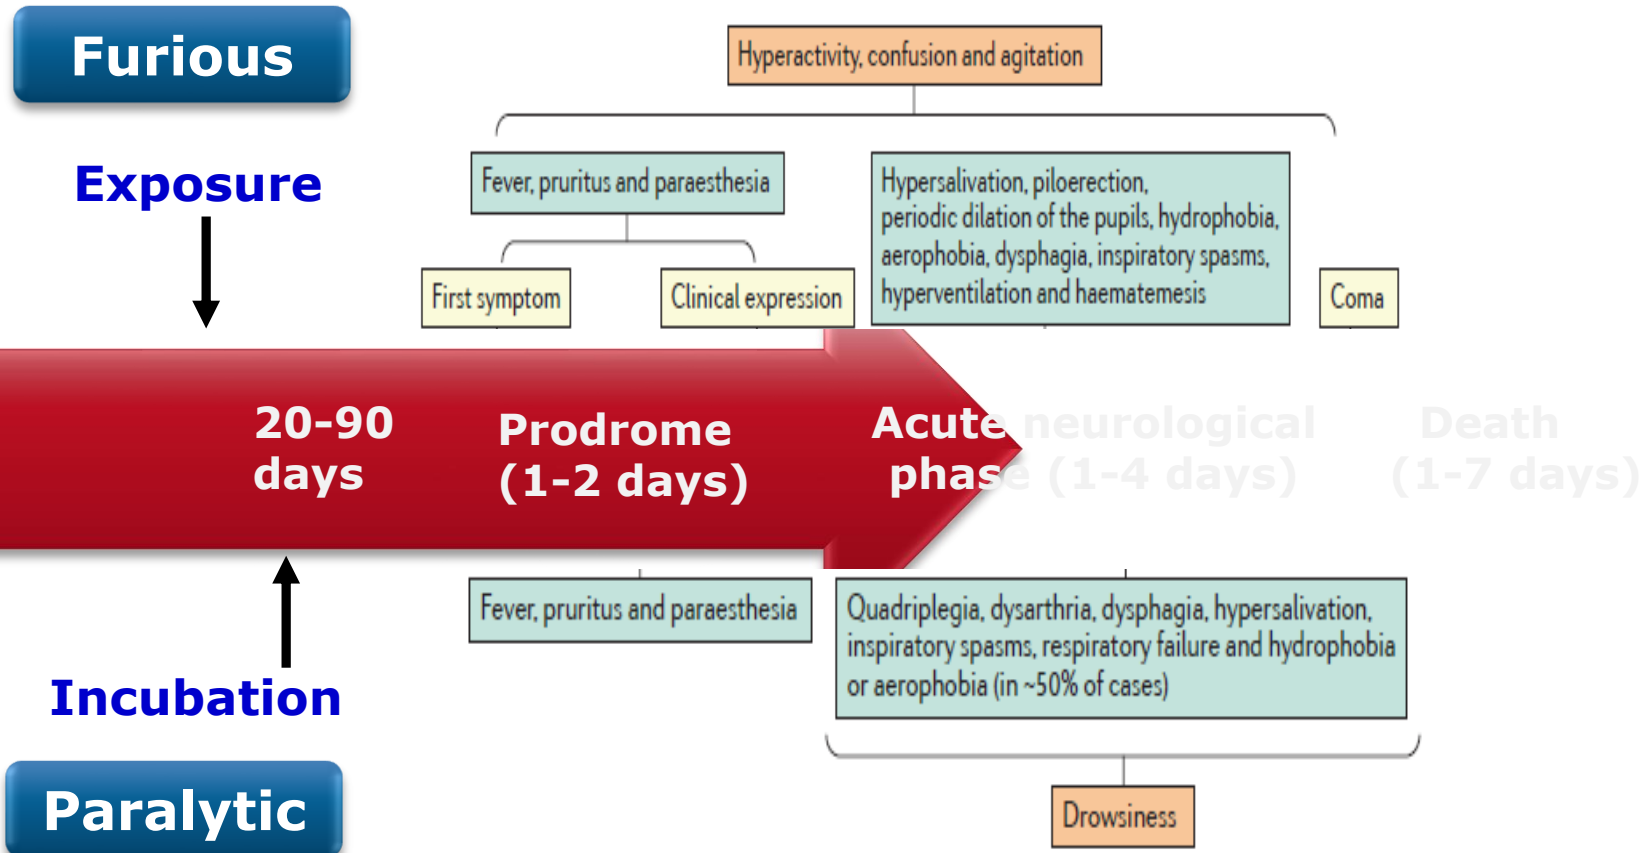 Furious
Hyperactivity, confusion and agitation
Exposure
Fever, pruritus and paraesthesia
Hypersalivation, piloerection,
periodic dilation of the pupils, hydrophobia,
aerophobia, dysphagia, inspiratory spasms,
hyperventilation and haematemesis
First symptom
Clinical expression
Coma
20-90
days
Prodrome
(1-2 days)
Acute neurological
phase (1-4 days)
Death
(1-7 days)
Fever, pruritus and paraesthesia
Quadriplegia, dysarthria, dysphagia, hypersalivation,
inspiratory spasms, respiratory failure and hydrophobia
or aerophobia (in ~50% of cases)
Incubation
Paralytic
Drowsiness